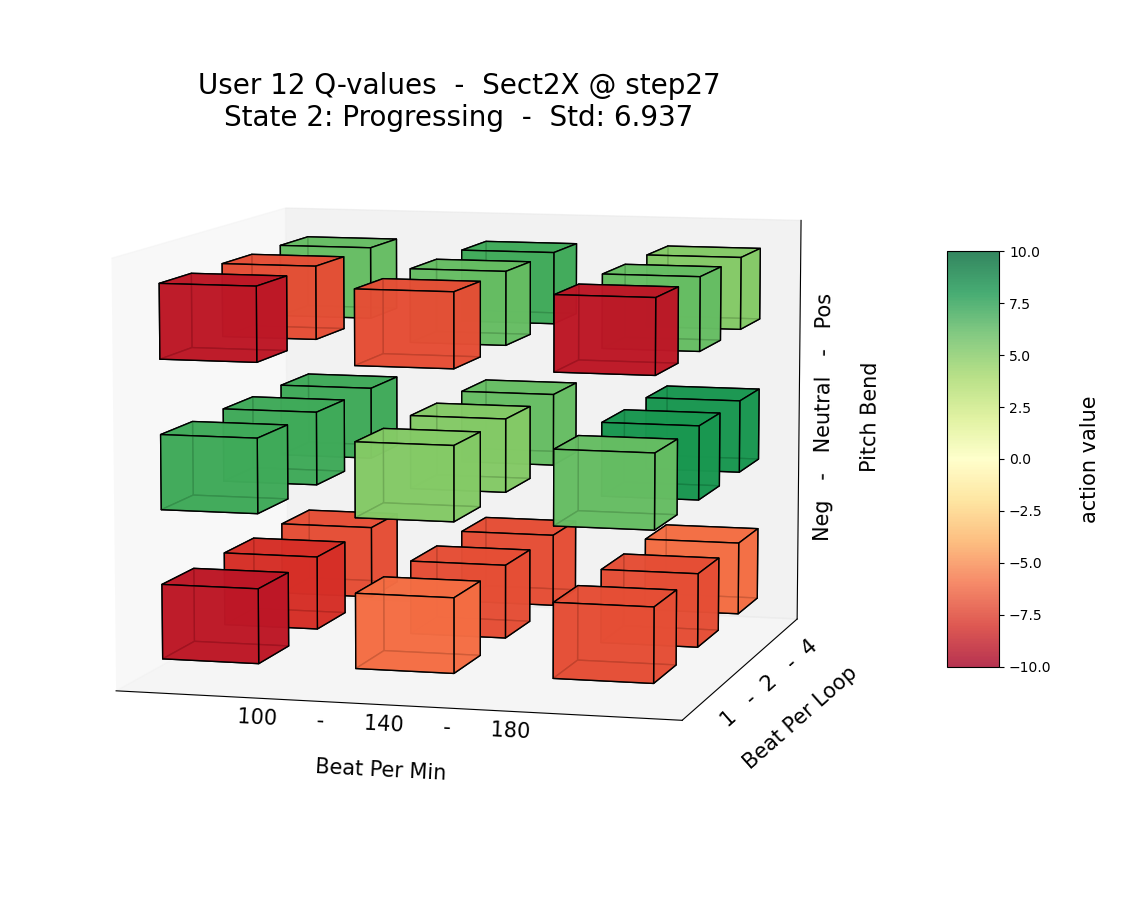 User 12 Q-values  -  Sect2X @ step27
State 2: Progressing  -  Std: 6.937
Neg  -  Neutral  -  Pos
Pitch Bend
100  -  140  -  180
Beat Per Min
1  -  2  -  4
Beat Per Loop
10.0
7.5
5.0
2.5
0.0
−2.5
−5.0
−7.5
−10.0
action value